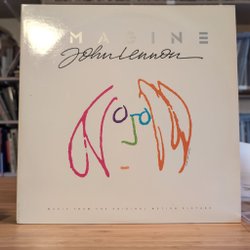 IMAGINE
John Lennon
MUSIC FROM THE ORIGINAL MOTION PICTURE